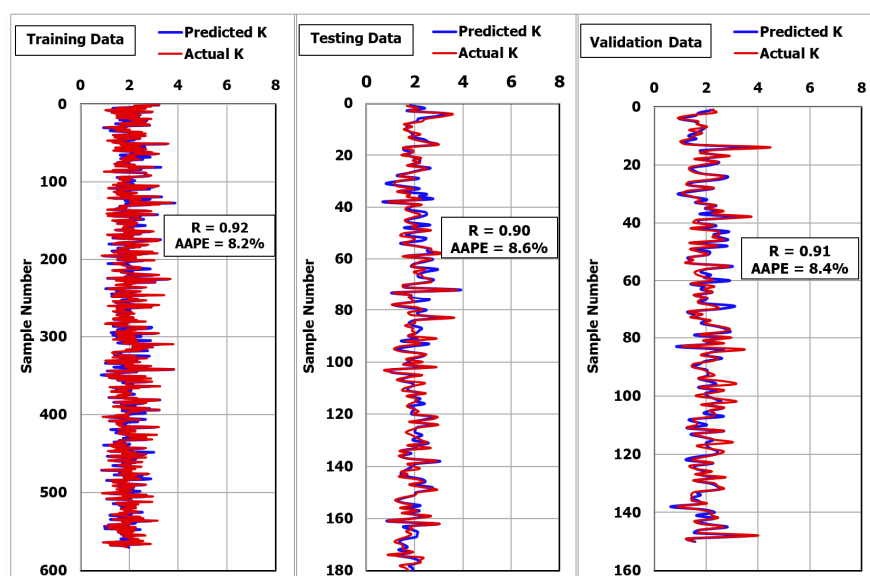 Training Data
Predicted K
Actual K
0 2 4 6 8
0
100
200
300
400
500
600
Sample Number
R = 0.92
AAPE = 8.2%
Testing Data
Predicted K
Actual K
0 2 4 6 8
0
20
40
60
80
100
120
140
160
180
Sample Number
R = 0.90
AAPE = 8.6%
Validation Data
Predicted K
Actual K
0 2 4 6 8
0
20
40
60
80
100
120
140
160
Sample Number
R = 0.91
AAPE = 8.4%